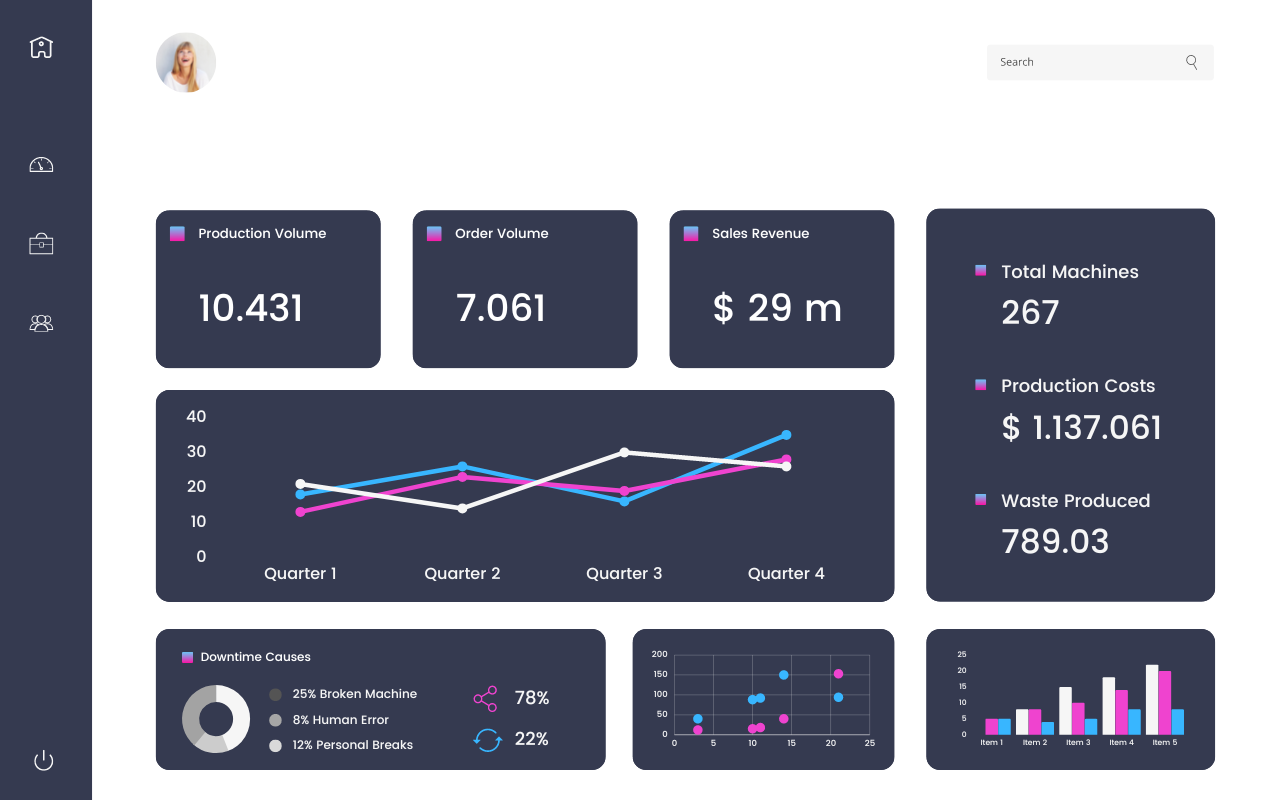 Search
Production Volume
10.431
Order Volume
7.061
Sales Revenue
$ 29 m
Total Machines
267
Production Costs
$ 1.137.061
Waste Produced
789.03
40
30
20
10
0
Quarter 1
Quarter 2
Quarter 3
Quarter 4
Downtime Causes
25% Broken Machine
8% Human Error
12% Personal Breaks
78%
22%
200
150
100
50
0
0
5
10
15
20
25
25
20
15
10
5
0
Item 1
Item 2
Item 3
Item 4
Item 5